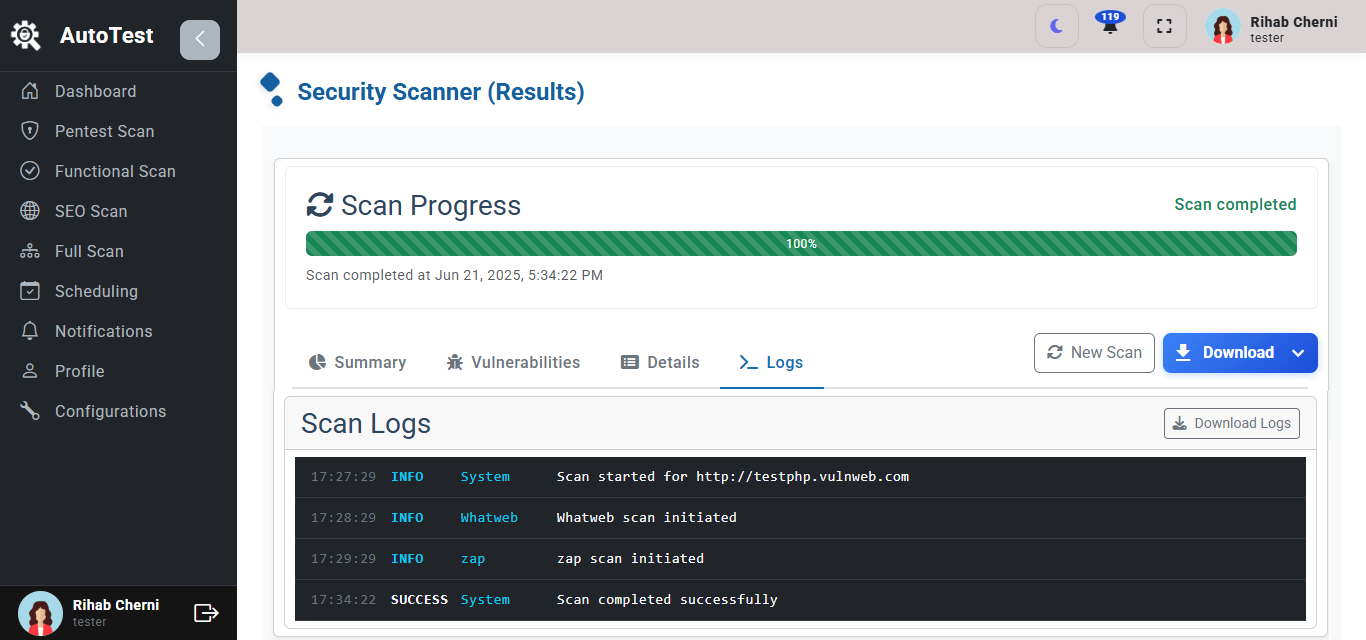 AutoTest
Dashboard
Pentest Scan
Functional Scan
SEO Scan
Full Scan
Scheduling
Notifications
Profile
Configurations
Rihab Cherni
tester
119
Rihab Cherni
tester
Security Scanner (Results)
Scan Progress
Scan completed
100%
Scan completed at Jun 21, 2025, 5:34:22 PM
Summary Vulnerabilities Details Logs
New Scan Download
Scan Logs
Download Logs
17:27:29 INFO System Scan started for http://testphp.vulnweb.com
17:28:29 INFO Whatweb Whatweb scan initiated
17:29:29 INFO zap zap scan initiated
17:34:22 SUCCESS System Scan completed successfully